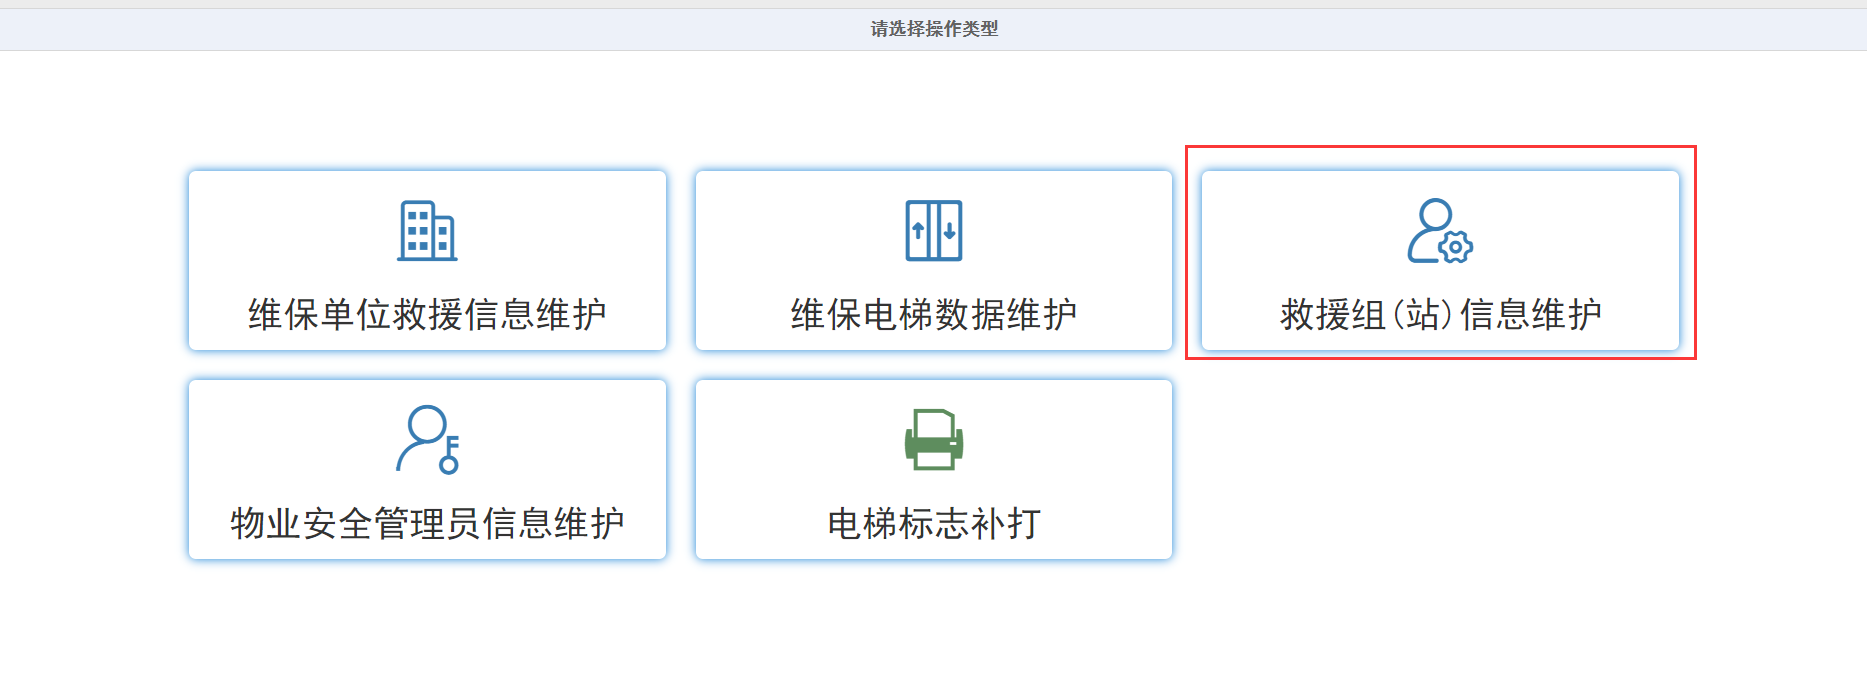 请选择操作类型
维保单位救援信息维护
维保电梯数据维护
救援组(站)信息维护
物业安全管理员信息维护
电梯标志补打